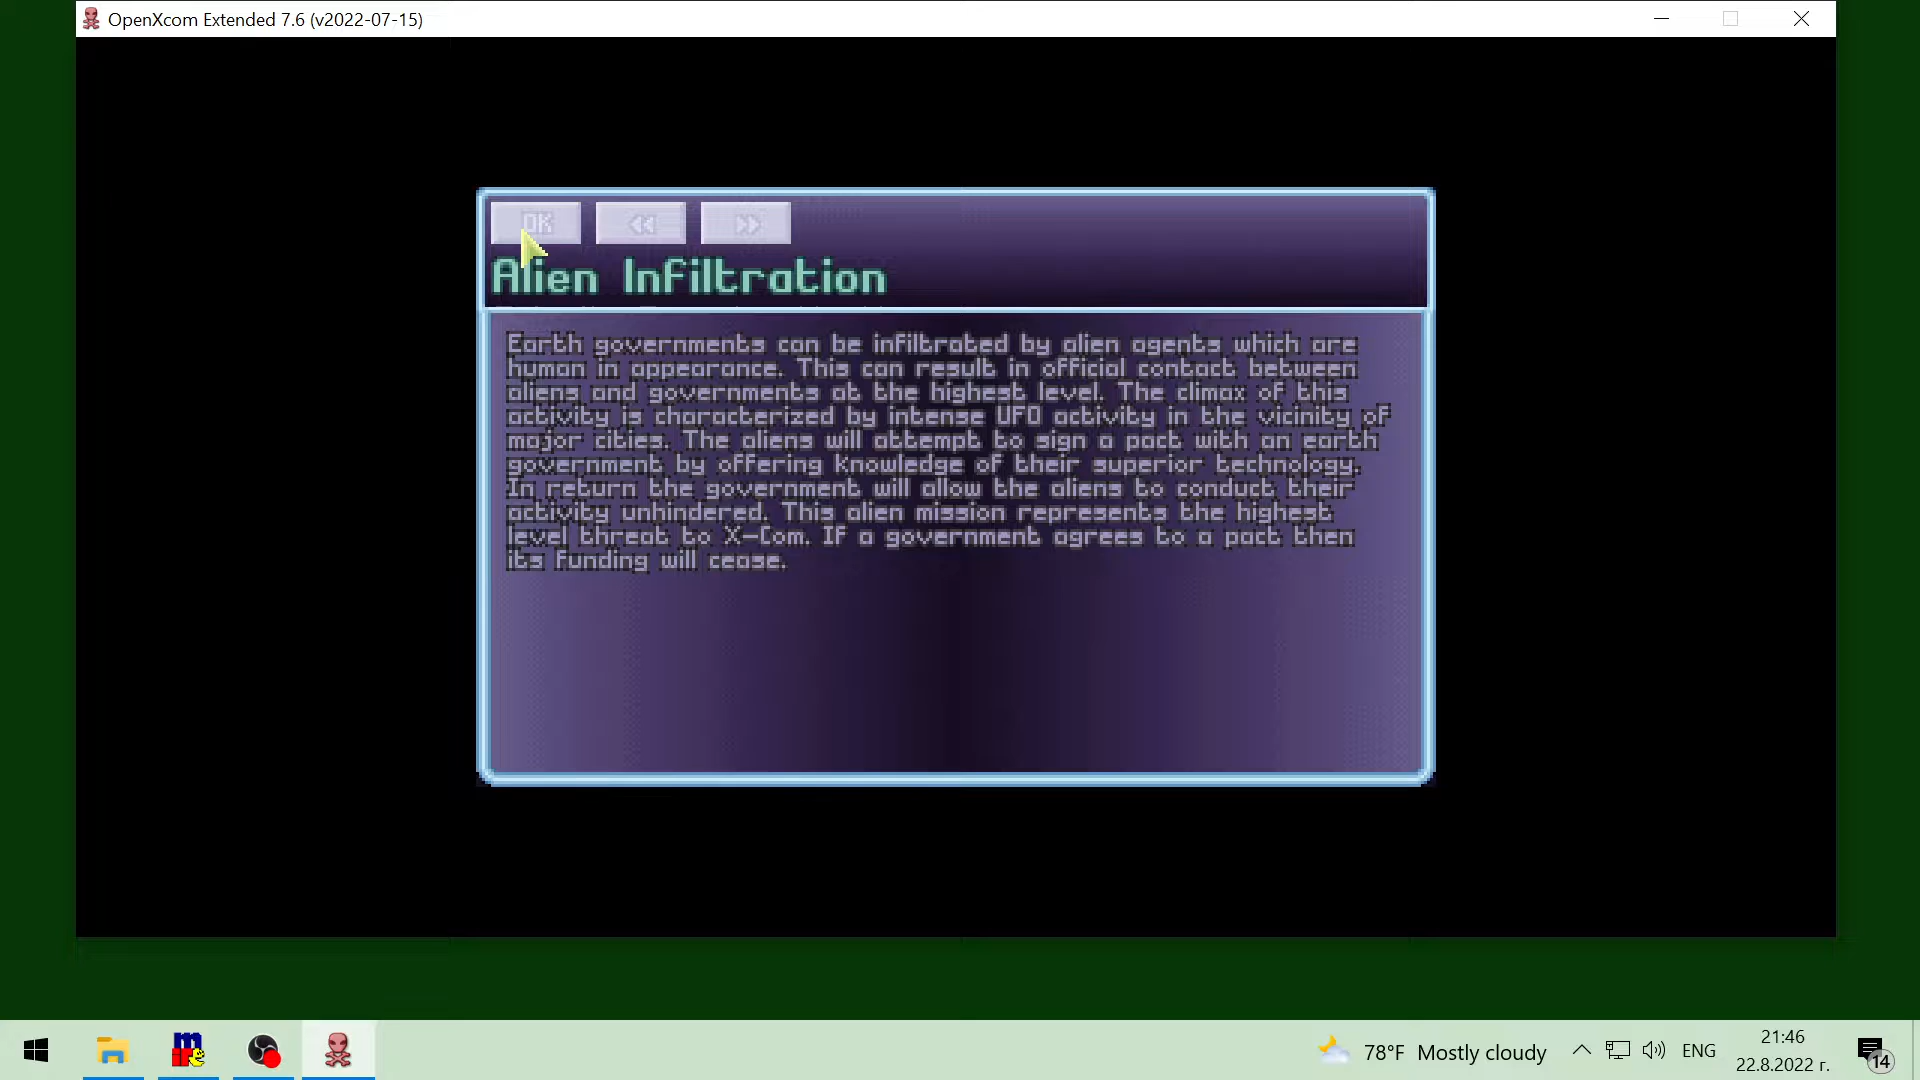 OpenXcom Extended 7.6 (v2022-07-15)
OK
Alien Infiltration
Earth governments can be infiltrated by alien agents which are
human in appearance. This can result in official contact between
aliens and governments at the highest level. The climax of this
activity is characterized by intense UFO activity in the vicinity of
major cities. The aliens will attempt to sign a pact with an earth
government by offering knowledge of their superior technology.
In return the government will allow the aliens to conduct their
activity unhindered. This alien mission represents the highest
level threat to X-Com. If a government agrees to a pact then
its funding will cease.
78°F Mostly cloudy
ENG
21:46
22.8.2022 г.
14